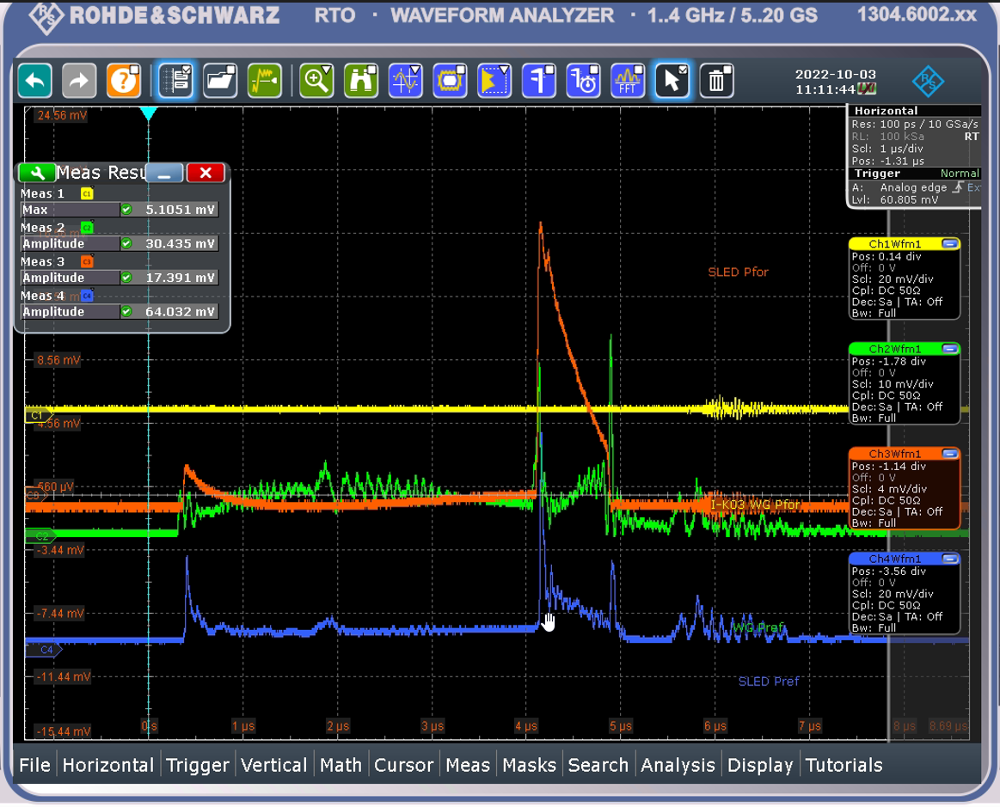 ROHDE&SCHWARZ RTO · WAVEFORM ANALYZER · 1..4 GHz / 5..20 GS 1304.6002.xx
2022-10-03
11:11:44
24.56 mV
Horizontal
Res: 100 ps / 10 GSa/s
RL: 100 kSa RT
Scl: 1 µs/div
Pos: -1.31 µs
Trigger Normal
A: Analog edge Ex
Lvl: 60.805 mV
Meas Resu
Meas 1 C1
Max 5.1051 mV
Meas 2 C2
Amplitude 30.435 mV
Meas 3 C3
Amplitude 17.391 mV
Meas 4 C4
Amplitude 64.032 mV
Ch1Wfm1
Pos: 0.14 div
Off: 0 V
Scl: 20 mV/div
Cpl: DC 50Ω
Dec: Sa | TA: Off
Bw: Full
SLED Pfor
Ch2Wfm1
Pos: -1.78 div
Off: 0 V
Scl: 10 mV/div
Cpl: DC 50Ω
Dec: Sa | TA: Off
Bw: Full
8.56 mV
C1
4.56 mV
Ch3Wfm1
Pos: -1.14 div
Off: 0 V
Scl: 4 mV/div
Cpl: DC 50Ω
Dec: Sa | TA: Off
Bw: Full
560 µV
I-K03 WG Pfor
C2
-3.44 mV
Ch4Wfm1
Pos: -3.56 div
Off: 0 V
Scl: 20 mV/div
Cpl: DC 50Ω
Dec: Sa | TA: Off
Bw: Full
-7.44 mV
WG Pref
C4
-11.44 mV
SLED Pref
-15.44 mV
0 s 1 µs 2 µs 3 µs 4 µs 5 µs 6 µs 7 µs 8 µs 8.69 µs
File Horizontal Trigger Vertical Math Cursor Meas Masks Search Analysis Display Tutorials